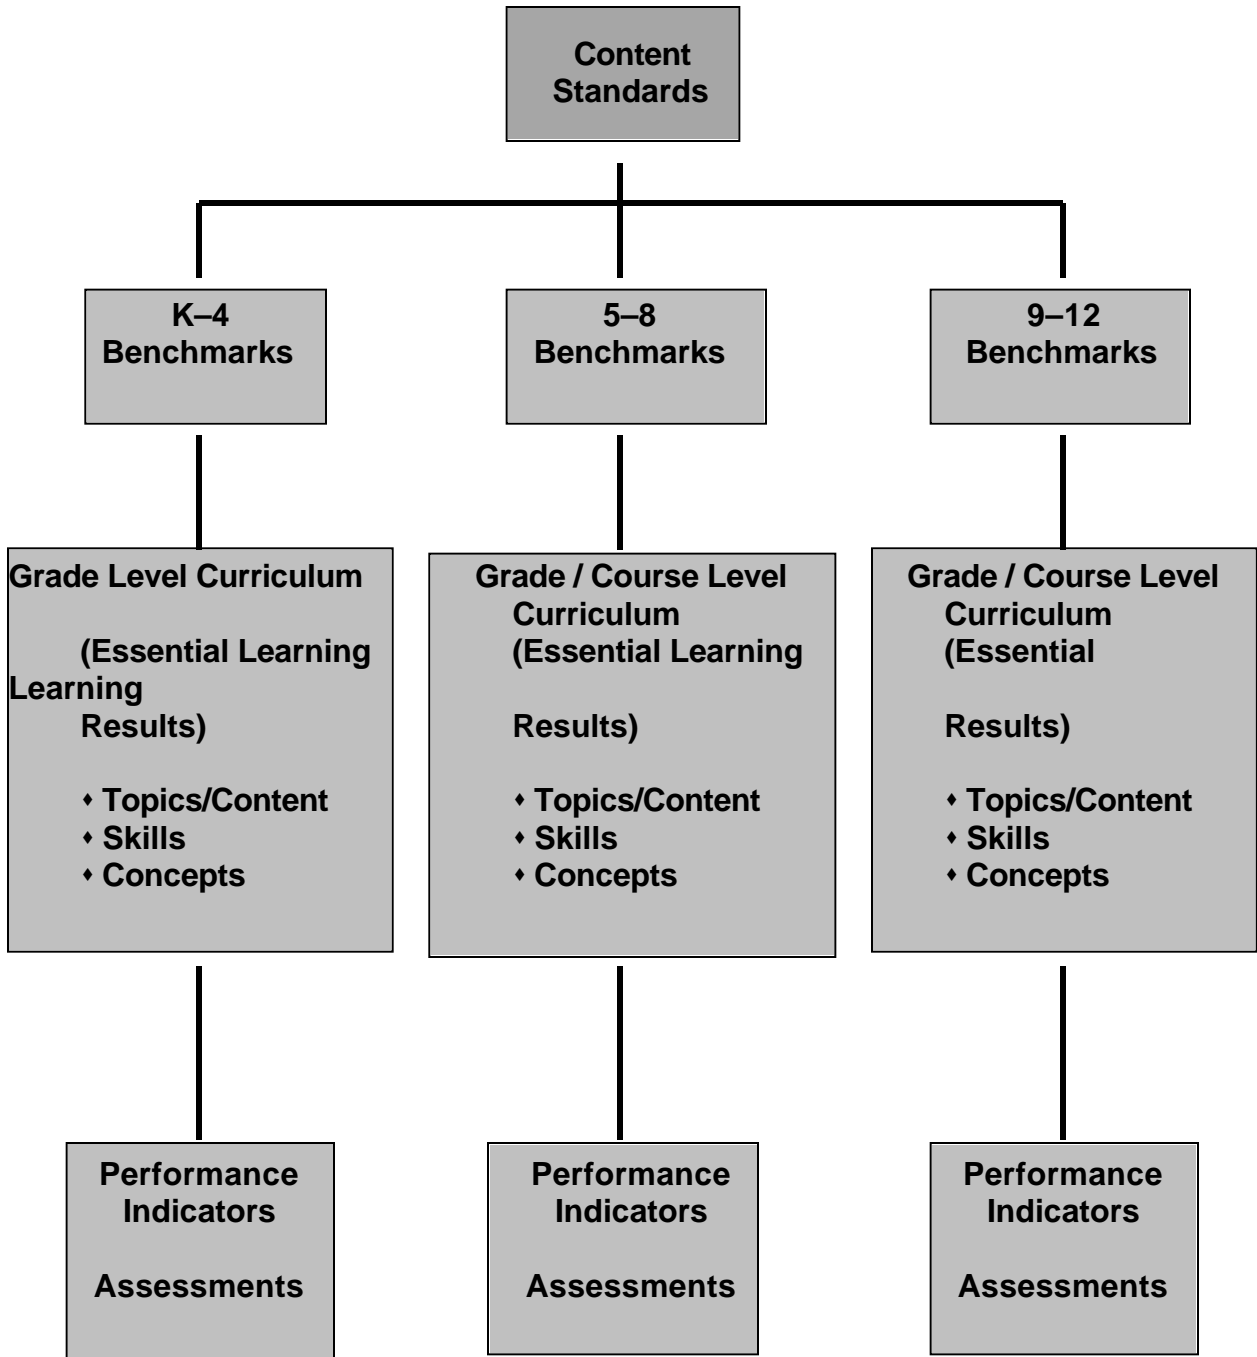 Content
Standards
K–4
Benchmarks
5–8
Benchmarks
9–12
Benchmarks
Grade Level Curriculum
(Essential Learning
Learning
Results)
♦ Topics/Content
♦ Skills
♦ Concepts
Grade / Course Level
Curriculum
(Essential Learning
Results)
♦ Topics/Content
♦ Skills
♦ Concepts
Grade / Course Level
Curriculum
(Essential
Results)
♦ Topics/Content
♦ Skills
♦ Concepts
Performance
Indicators
Assessments
Performance
Indicators
Assessments
Performance
Indicators
Assessments